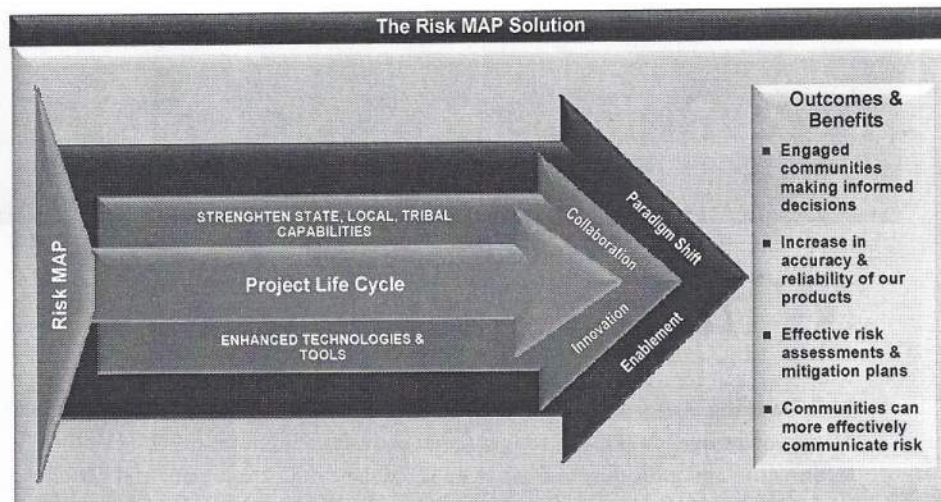 The Risk MAP Solution
Risk MAP
STRENGHTEN STATE, LOCAL, TRIBAL
CAPABILITIES
Project Life Cycle
ENHANCED TECHNOLOGIES &
TOOLS
Collaboration
Innovation
Paradigm Shift
Enablement
Outcomes &
Benefits
■ Engaged
communities
making informed
decisions
■ Increase in
accuracy &
reliability of our
products
■ Effective risk
assessments &
mitigation plans
■ Communities can
more effectively
communicate risk